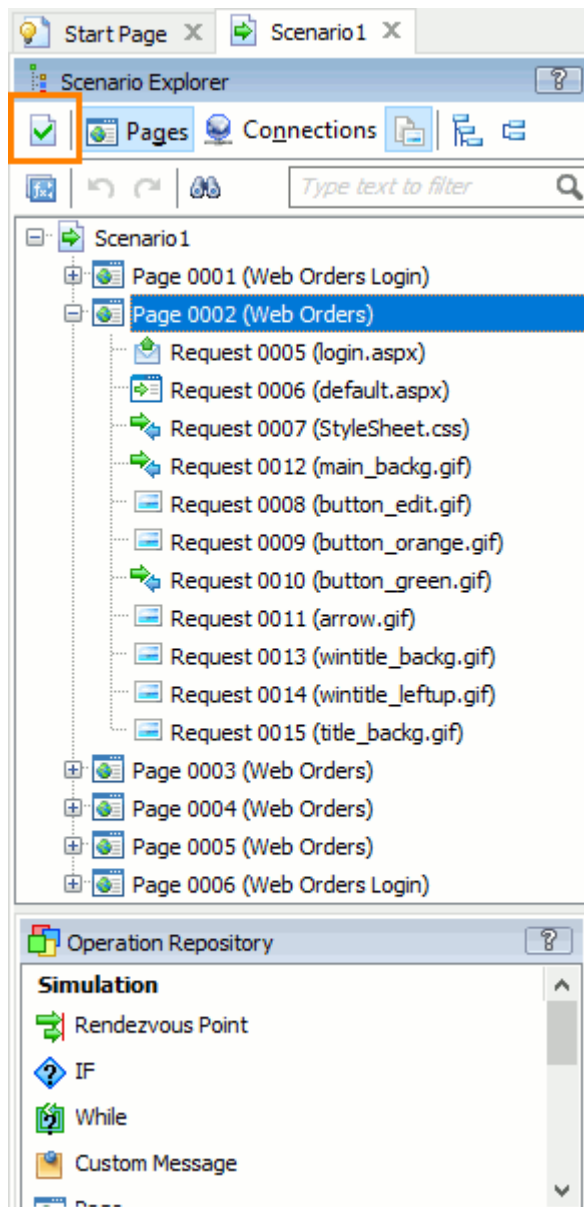 Start Page Scenario1
Scenario Explorer
Pages Connections
Type text to filter
Scenario1
Page 0001 (Web Orders Login)
Page 0002 (Web Orders)
Request 0005 (login.aspx)
Request 0006 (default.aspx)
Request 0007 (StyleSheet.css)
Request 0012 (main_backg.gif)
Request 0008 (button_edit.gif)
Request 0009 (button_orange.gif)
Request 0010 (button_green.gif)
Request 0011 (arrow.gif)
Request 0013 (wintitle_backg.gif)
Request 0014 (wintitle_leftup.gif)
Request 0015 (title_backg.gif)
Page 0003 (Web Orders)
Page 0004 (Web Orders)
Page 0005 (Web Orders)
Page 0006 (Web Orders Login)
Operation Repository
Simulation
Rendezvous Point
IF
While
Custom Message
Page